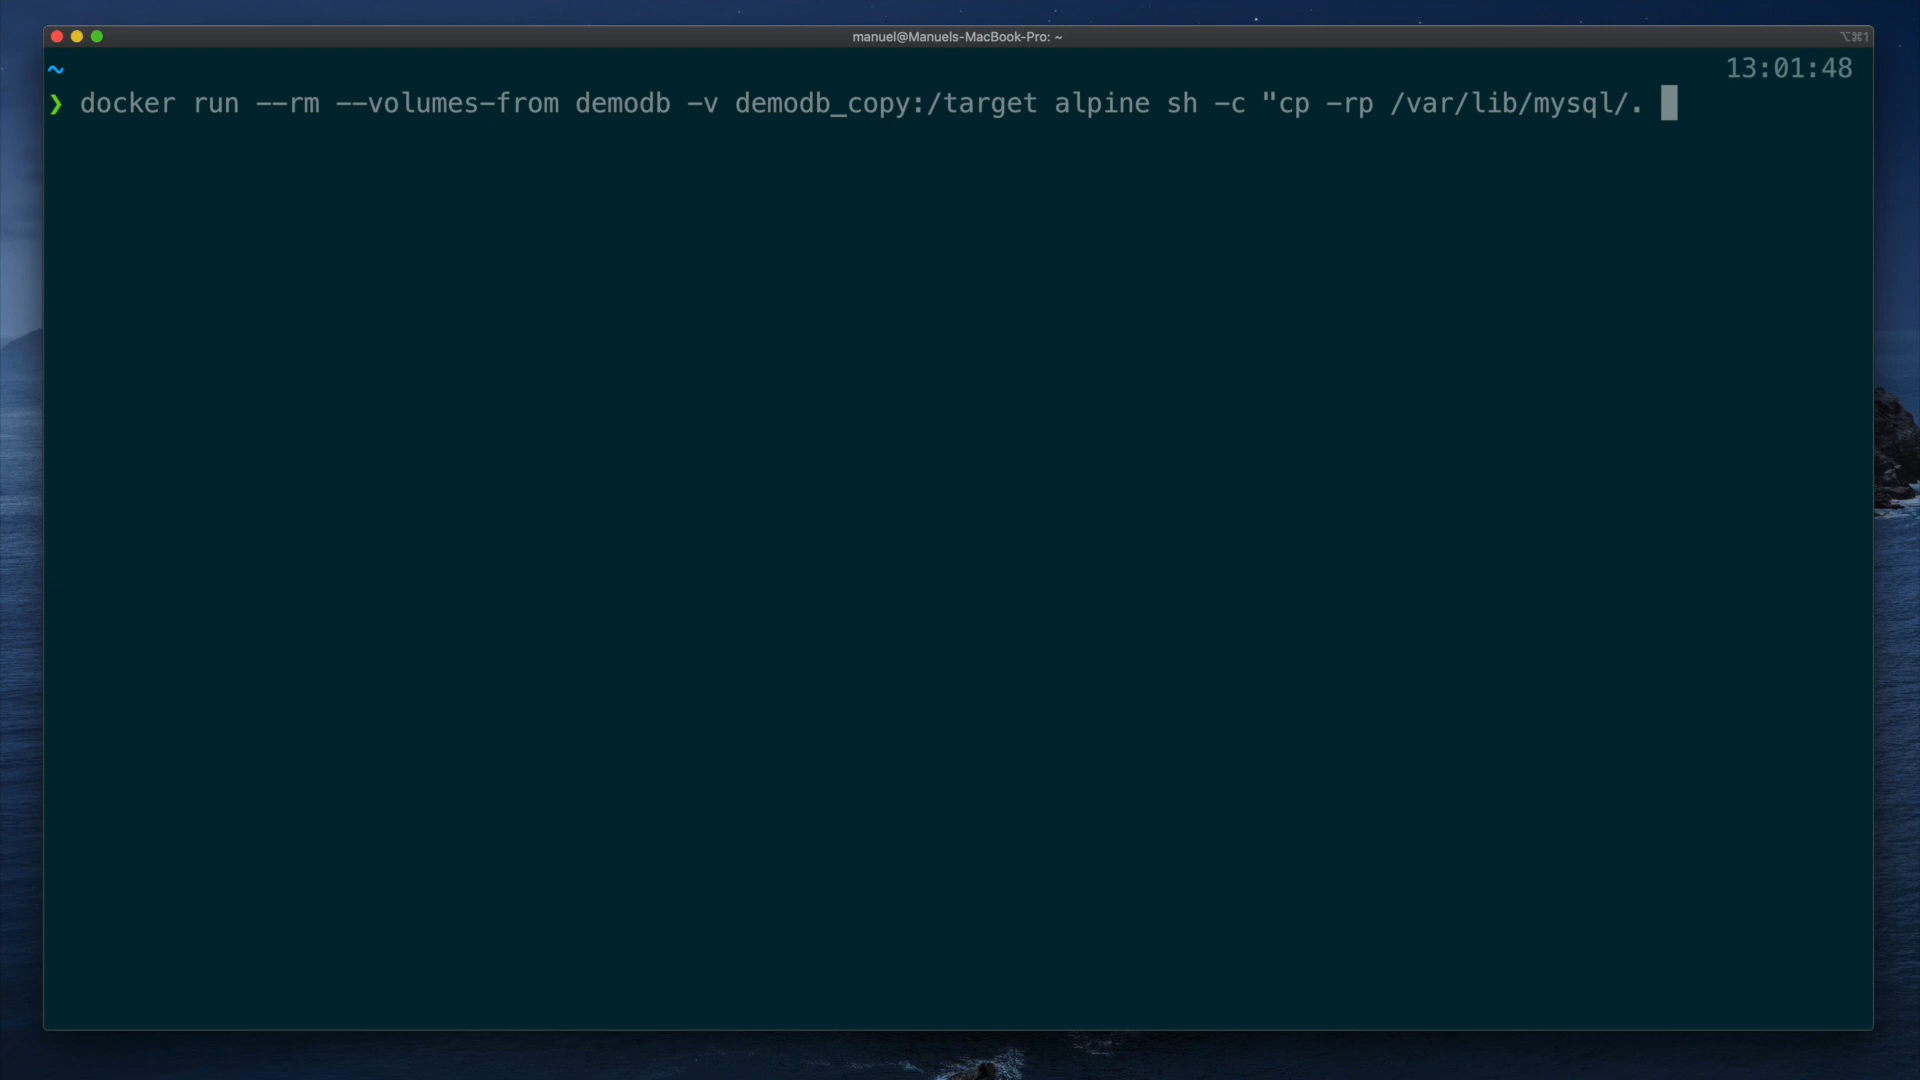 manuel@Manuels-MacBook-Pro: ~
⌥⌘1
~
13:01:48
❯ docker run --rm --volumes-from demodb -v demodb_copy:/target alpine sh -c "cp -rp /var/lib/mysql/.